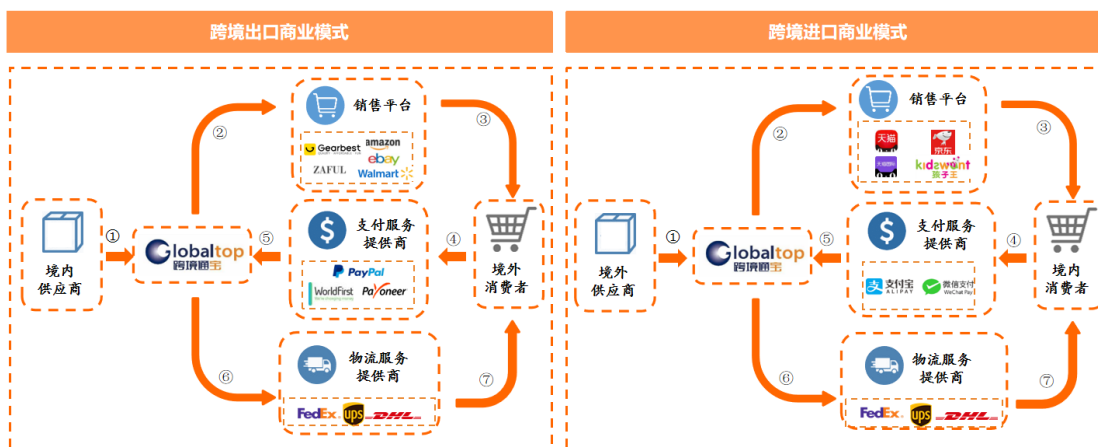 跨境出口商业模式
销售平台
②
③
Gearbest
amazon
ZAFUL
ebay
Walmart
境内
供应商
①
Globaltop
跨境通宝
⑤
支付服务
提供商
PayPal
WorldFirst
Payoneer
④
境外
消费者
⑥
物流服务
提供商
FedEx
ups
DHL
⑦
跨境进口商业模式
销售平台
②
③
天猫
京东
天猫国际
kidswant
孩子王
境外
供应商
①
Globaltop
跨境通宝
⑤
支付服务
提供商
支付宝
ALIPAY
微信支付
WeChat Pay
④
境内
消费者
⑥
物流服务
提供商
FedEx
ups
DHL
⑦